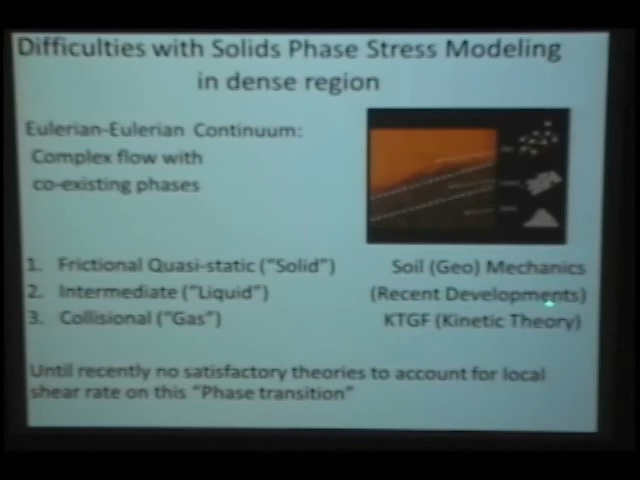 Difficulties with Solids Phase Stress Modeling
in dense region
Eulerian-Eulerian Continuum:
Complex flow with
co-existing phases
1. Frictional Quasi-static ("Solid") Soil (Geo) Mechanics
2. Intermediate ("Liquid") (Recent Developments)
3. Collisional ("Gas") KTGF (Kinetic Theory)
Until recently no satisfactory theories to account for local
shear rate on this "Phase transition"